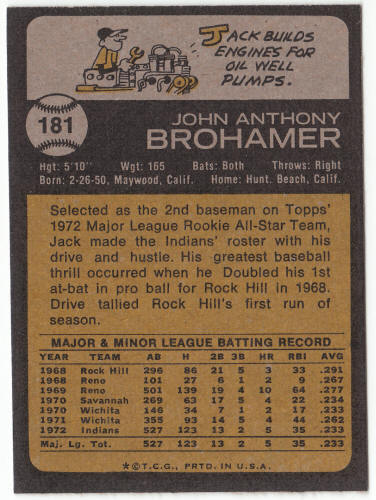 JACK BUILDS
ENGINES FOR
OIL WELL
PUMPS.
181
JOHN ANTHONY
BROHAMER
Hgt: 5'10" Wgt: 165 Bats: Both Throws: Right
Born: 2-26-50, Maywood, Calif. Home: Hunt. Beach, Calif.
Selected as the 2nd baseman on Topps'
1972 Major League Rookie All-Star Team,
Jack made the Indians' roster with his
drive and hustle. His greatest baseball
thrill occurred when he Doubled his 1st
at-bat in pro ball for Rock Hill in 1968.
Drive tallied Rock Hill's first run of
season.
MAJOR & MINOR LEAGUE BATTING RECORD
YEAR TEAM AB H 2B 3B HR RBI AVG
1968 Rock Hill 296 86 21 5 3 33 .291
1968 Reno 101 27 6 1 2 9 .267
1969 Reno 501 139 19 4 10 64 .277
1970 Savannah 269 63 17 5 4 22 .234
1970 Wichita 146 34 7 1 2 17 .233
1971 Wichita 355 93 14 5 4 44 .262
1972 Indians 527 123 13 2 5 35 .233
Maj. Lg. Tot. 527 123 13 2 5 35 .233
*©T.C.G., PRTD. IN U.S.A.